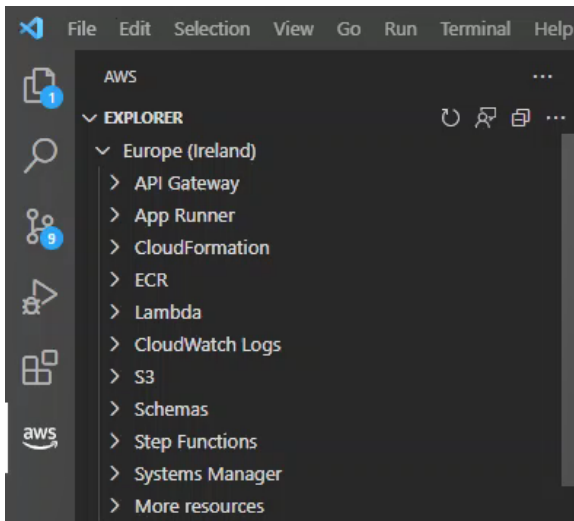 File Edit Selection View Go Run Terminal Help
AWS
EXPLORER
1
Europe (Ireland)
API Gateway
App Runner
9
CloudFormation
ECR
Lambda
CloudWatch Logs
S3
Schemas
aws
Step Functions
Systems Manager
More resources